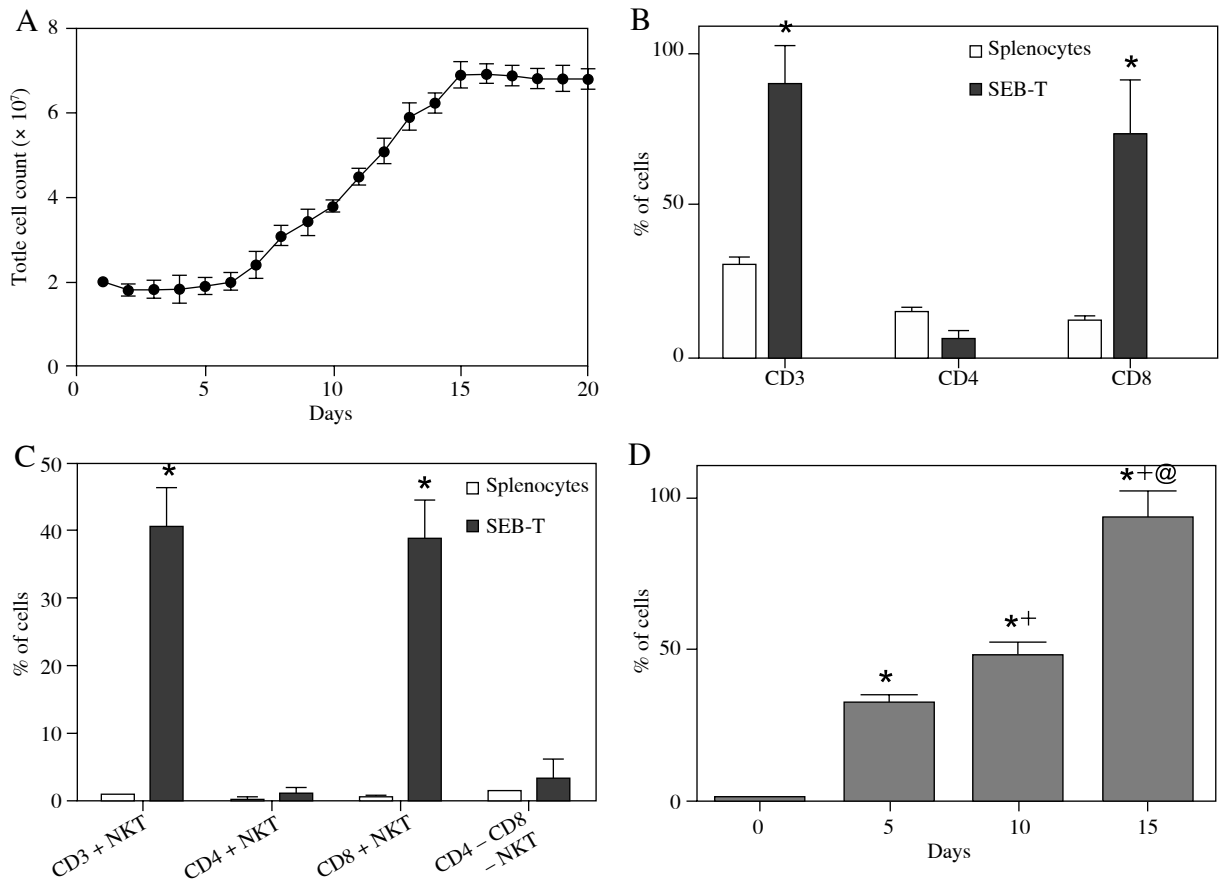 A
8
6
4
2
0
Totle cell count (× 10⁷)
0 5 10 15 20
Days
B
100
50
0
% of cells
* *
Splenocytes
SEB-T
CD3 CD4 CD8
C
50
40
30
20
10
0
% of cells
* *
Splenocytes
SEB-T
CD3 + NKT
CD4 + NKT
CD8 + NKT
CD4 – CD8
– NKT
D
100
50
0
% of cells
*
*+
*+@
0 5 10 15
Days